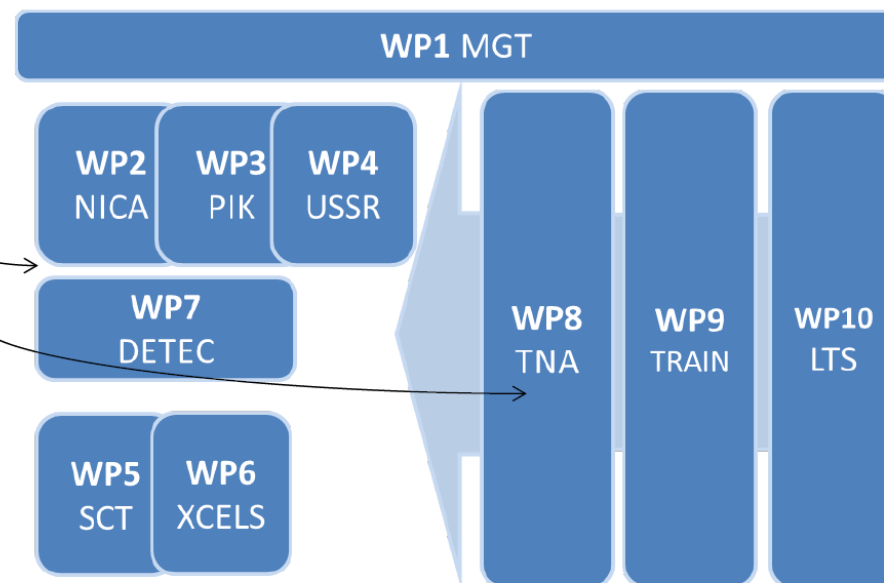 WP1 MGT
WP2
NICA
WP3
PIK
WP4
USSR
WP7
DETEC
WP5
SCT
WP6
XCELS
WP8
TNA
WP9
TRAIN
WP10
LTS